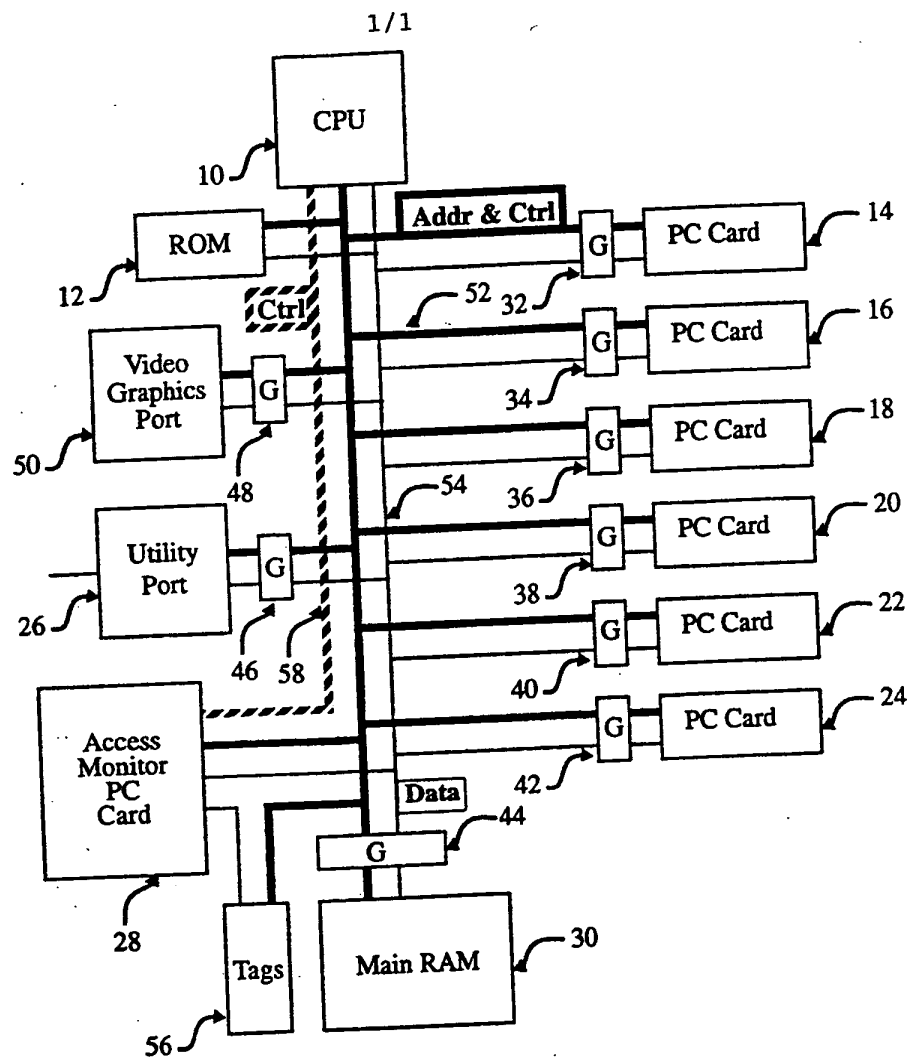 1/1
CPU
10
Addr & Ctrl
ROM
12
G
PC Card
14
32
Ctrl
52
G
PC Card
16
34
Video
Graphics
Port
G
50
48
G
PC Card
18
36
54
Utility
Port
G
26
46
58
G
PC Card
20
38
G
PC Card
22
40
G
PC Card
24
42
Access
Monitor
PC
Card
28
Data
44
G
Tags
56
Main RAM
30